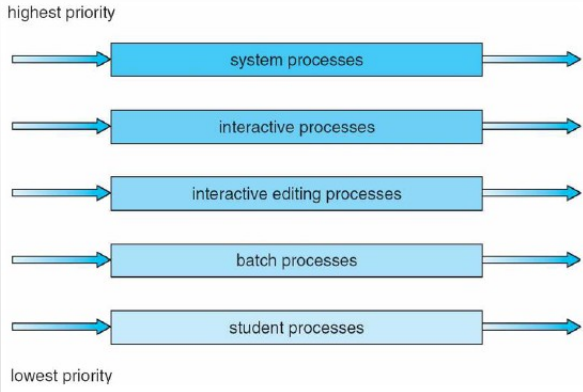 highest priority
system processes
interactive processes
interactive editing processes
batch processes
student processes
lowest priority